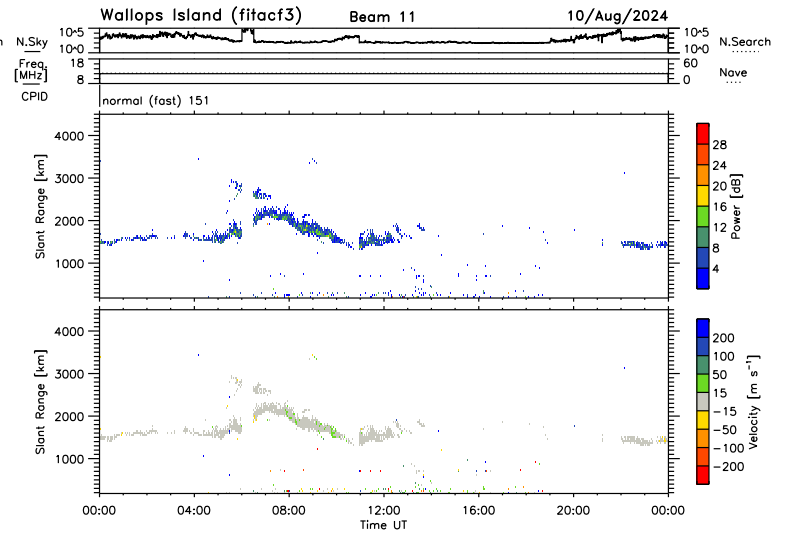 Wallops Island (fitacf3) Beam 11 10/Aug/2024
N.Sky 10^5 10^0 10^5 10^0 N.Search
Freq. [MHz] 18 8 60 0 Nave
CPID normal (fast) 151
4000
3000
2000
1000
Slant Range [km]
28
24
20
16
12
8
4
Power [dB]
4000
3000
2000
1000
Slant Range [km]
200
100
50
15
-15
-50
-100
-200
Velocity [m s⁻¹]
00:00 04:00 08:00 12:00 16:00 20:00 00:00
Time UT